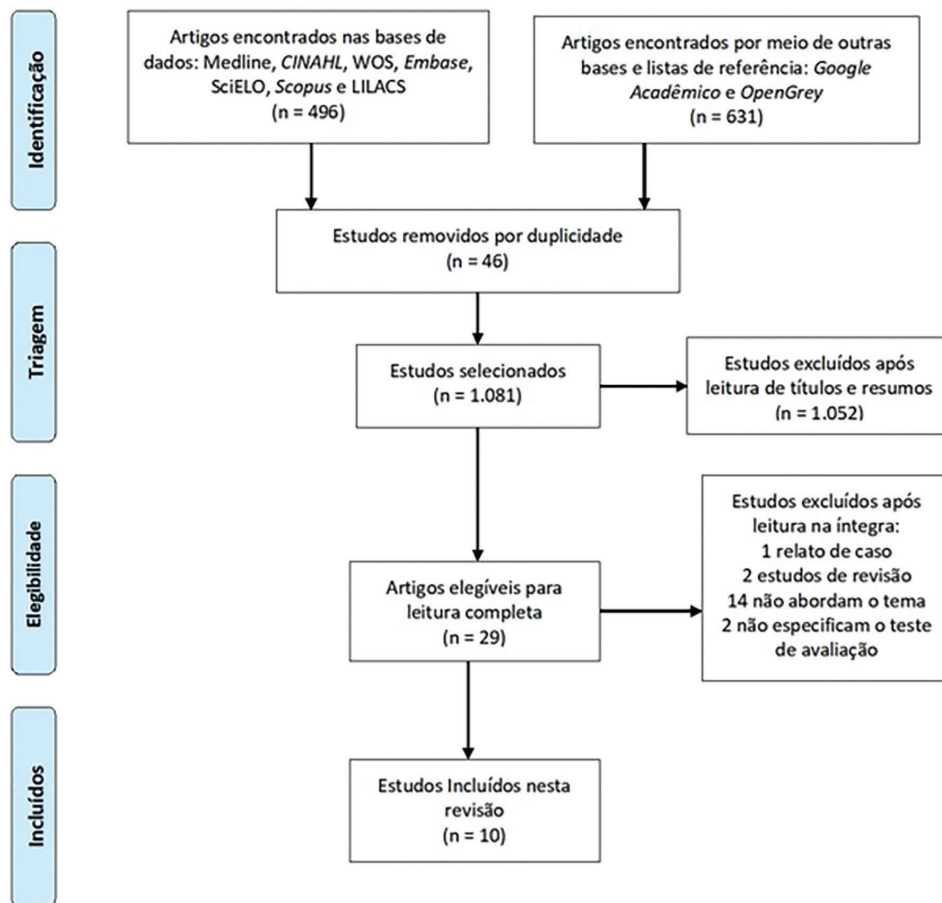 Identificação
Artigos encontrados nas bases de
dados: Medline, CINAHL, WOS, Embase,
SciELO, Scopus e LILACS
(n = 496)
Artigos encontrados por meio de outras
bases e listas de referência: Google
Acadêmico e OpenGrey
(n = 631)
Estudos removidos por duplicidade
(n = 46)
Triagem
Estudos selecionados
(n = 1.081)
Estudos excluídos após
leitura de títulos e resumos
(n = 1.052)
Elegibilidade
Artigos elegíveis para
leitura completa
(n = 29)
Estudos excluídos após
leitura na íntegra:
1 relato de caso
2 estudos de revisão
14 não abordam o tema
2 não especificam o teste
de avaliação
Incluídos
Estudos Incluídos nesta
revisão
(n = 10)